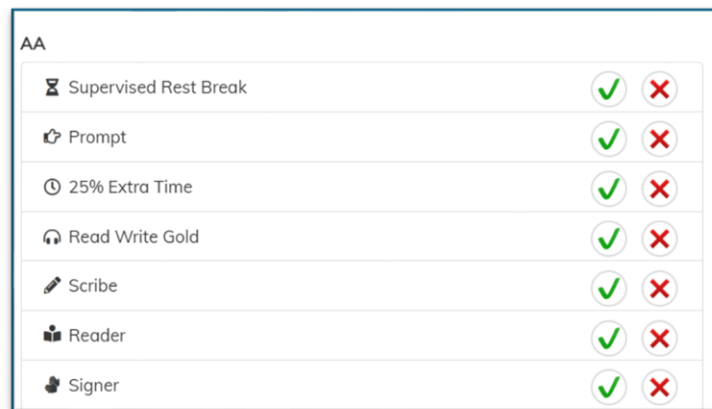 AA
Supervised Rest Break
Prompt
25% Extra Time
Read Write Gold
Scribe
Reader
Signer